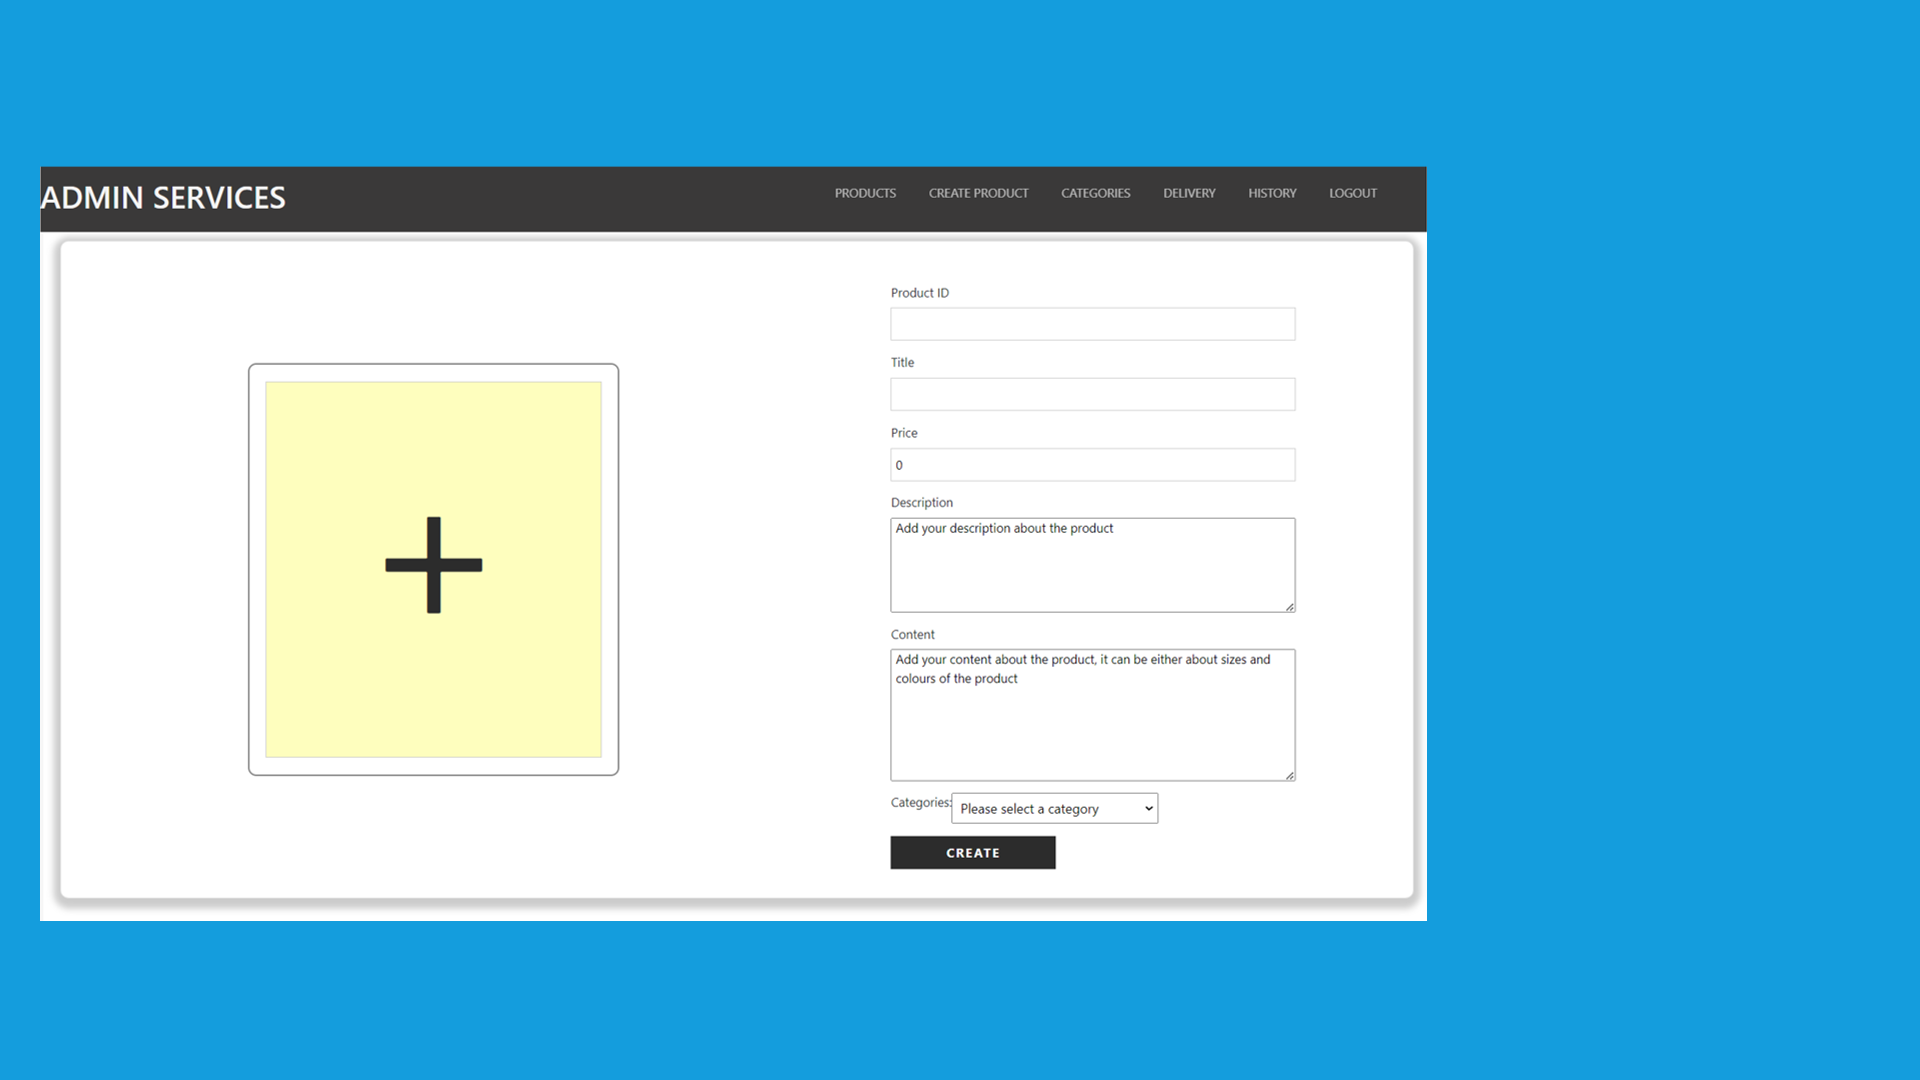 ADMIN SERVICES
PRODUCTS CREATE PRODUCT CATEGORIES DELIVERY HISTORY LOGOUT
Product ID
Title
Price
0
Description
Add your description about the product
Content
Add your content about the product, it can be either about sizes and
colours of the product
Categories: Please select a category
CREATE